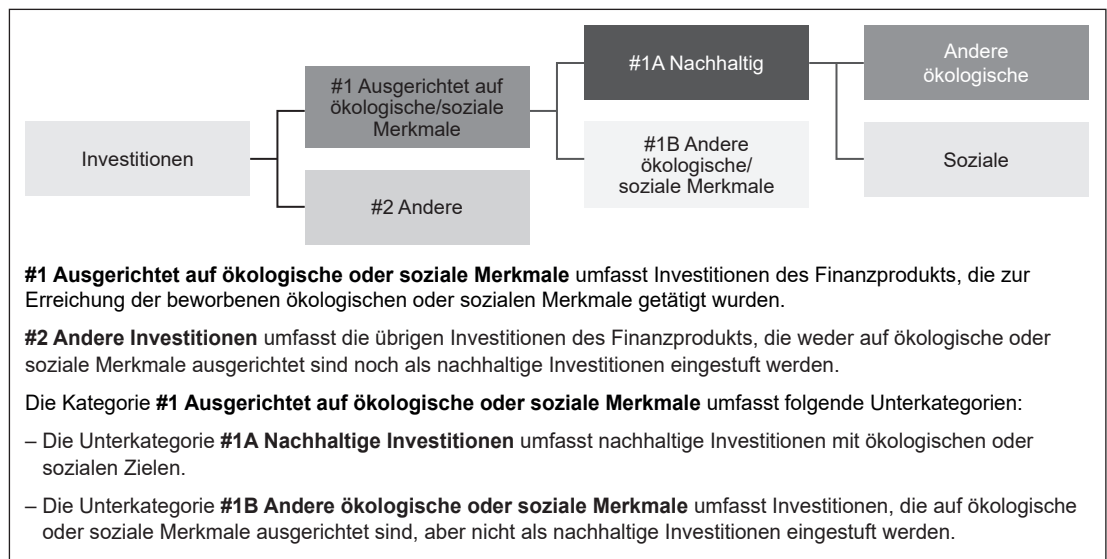 Investitionen
#1 Ausgerichtet auf
ökologische/soziale
Merkmale
#2 Andere
#1A Nachhaltig
#1B Andere
ökologische/
soziale Merkmale
Andere
ökologische
Soziale
#1 Ausgerichtet auf ökologische oder soziale Merkmale umfasst Investitionen des Finanzprodukts, die zur
Erreichung der beworbenen ökologischen oder sozialen Merkmale getätigt wurden.
#2 Andere Investitionen umfasst die übrigen Investitionen des Finanzprodukts, die weder auf ökologische oder
soziale Merkmale ausgerichtet sind noch als nachhaltige Investitionen eingestuft werden.
Die Kategorie #1 Ausgerichtet auf ökologische oder soziale Merkmale umfasst folgende Unterkategorien:
– Die Unterkategorie #1A Nachhaltige Investitionen umfasst nachhaltige Investitionen mit ökologischen oder
sozialen Zielen.
– Die Unterkategorie #1B Andere ökologische oder soziale Merkmale umfasst Investitionen, die auf ökologische
oder soziale Merkmale ausgerichtet sind, aber nicht als nachhaltige Investitionen eingestuft werden.